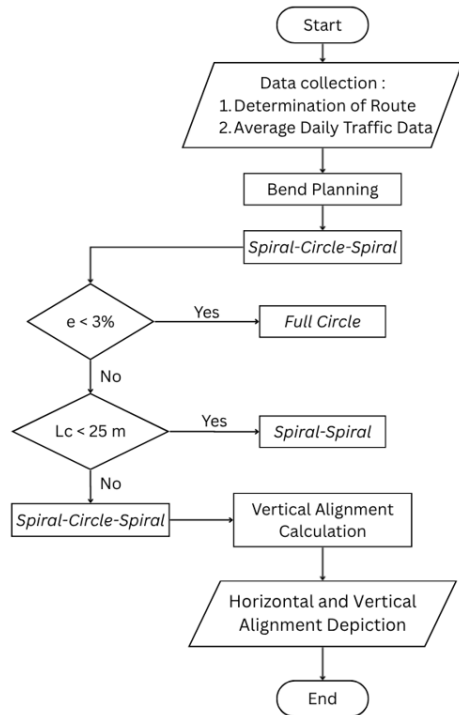 Start
Data collection :
1. Determination of Route
2. Average Daily Traffic Data
Bend Planning
Spiral-Circle-Spiral
e < 3%
Yes
Full Circle
No
Lc < 25 m
Yes
Spiral-Spiral
No
Spiral-Circle-Spiral
Vertical Alignment
Calculation
Horizontal and Vertical
Alignment Depiction
End